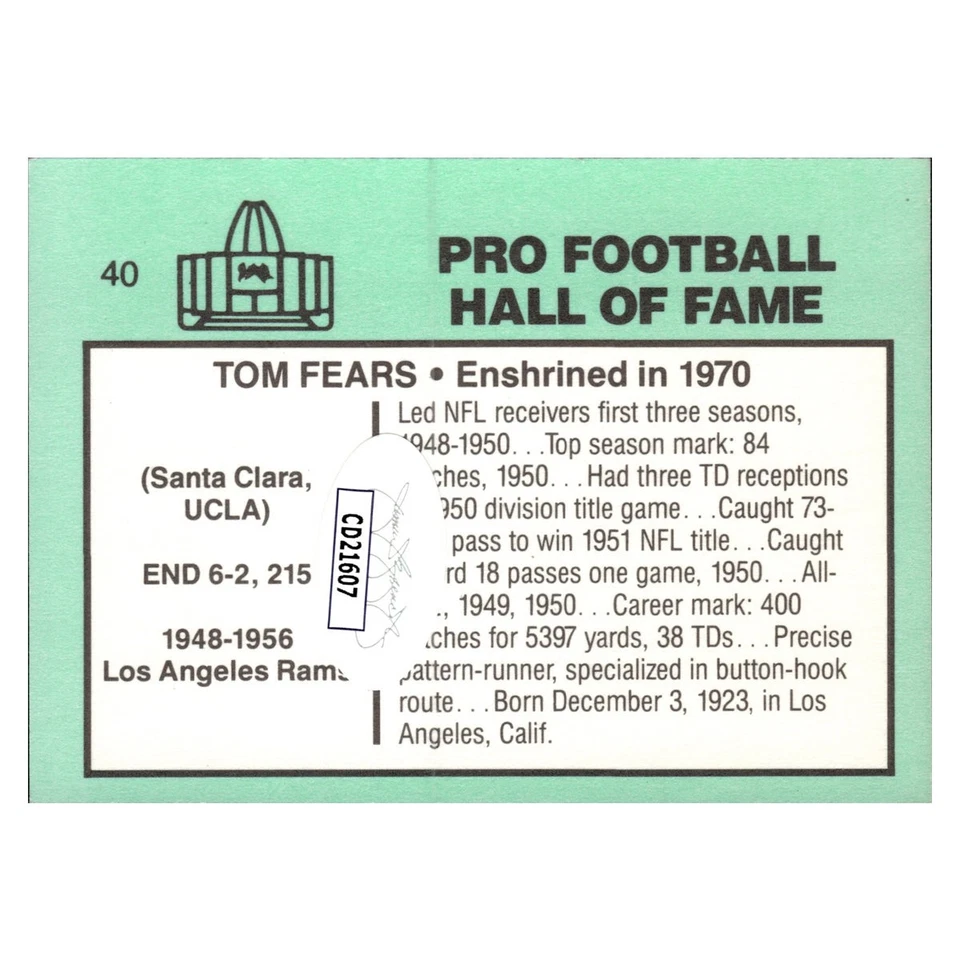 40
PRO FOOTBALL
HALL OF FAME
TOM FEARS • Enshrined in 1970
(Santa Clara,
UCLA)
END 6-2, 215
1948-1956
Los Angeles Rams
Led NFL receivers first three seasons,
1948-1950. . .Top season mark: 84
ches, 1950. . .Had three TD receptions
950 division title game. . .Caught 73-
pass to win 1951 NFL title. . .Caught
rd 18 passes one game, 1950. . .All-
., 1949, 1950. . .Career mark: 400
tches for 5397 yards, 38 TDs. . .Precise
pattern-runner, specialized in button-hook
route. . .Born December 3, 1923, in Los
Angeles, Calif.
CD21607